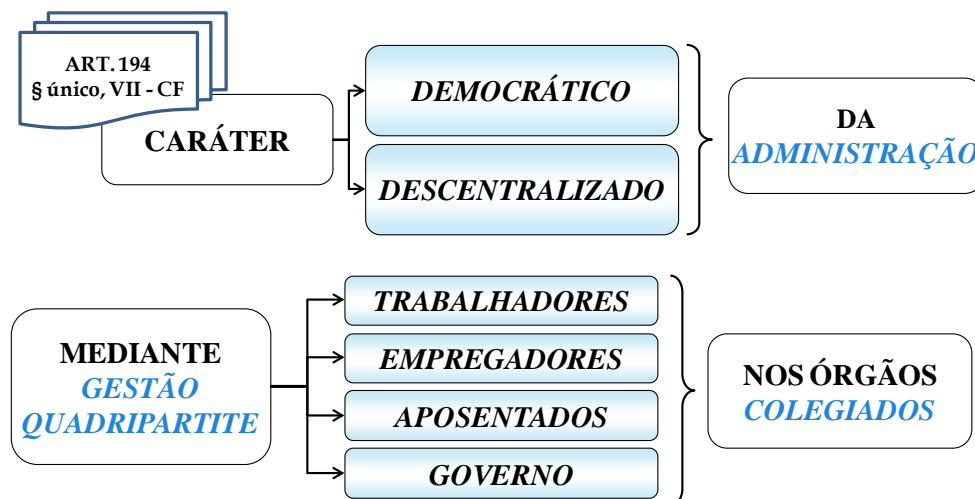 ART. 194
§ único, VII - CF
CARÁTER
DEMOCRÁTICO
DESCENTRALIZADO
DA
ADMINISTRAÇÃO
MEDIANTE
GESTÃO
QUADRIPARTITE
TRABALHADORES
EMPREGADORES
APOSENTADOS
GOVERNO
NOS ÓRGÃOS
COLEGIADOS